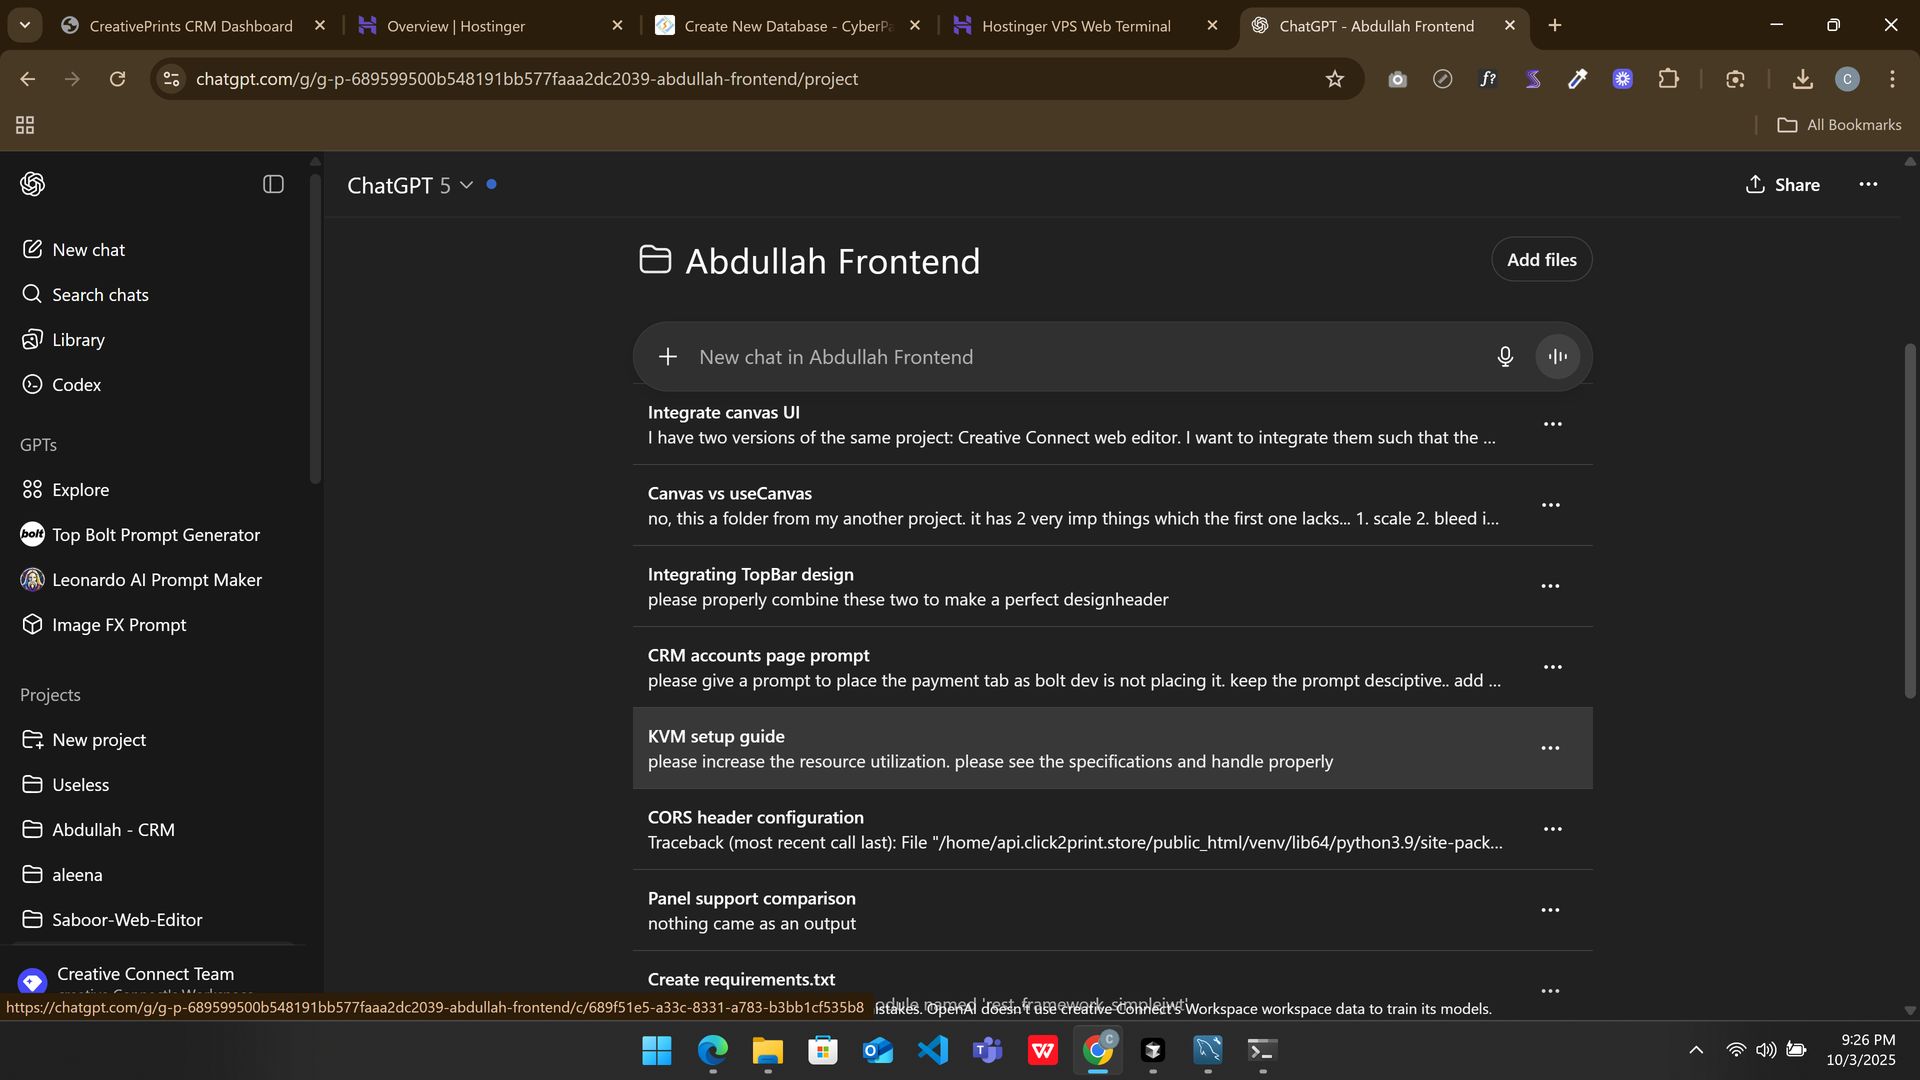 CreativePrints CRM Dashboard
Overview | Hostinger
Create New Database - CyberPa
Hostinger VPS Web Terminal
ChatGPT - Abdullah Frontend
chatgpt.com/g/g-p-689599500b548191bb577faaa2dc2039-abdullah-frontend/project
f?
C
All Bookmarks
ChatGPT 5
Share
New chat
Search chats
Library
Codex
GPTs
Explore
bolt
Top Bolt Prompt Generator
Leonardo AI Prompt Maker
Image FX Prompt
Projects
New project
Useless
Abdullah - CRM
aleena
Saboor-Web-Editor
Creative Connect Team
Abdullah Frontend
Add files
New chat in Abdullah Frontend
Integrate canvas UI
I have two versions of the same project: Creative Connect web editor. I want to integrate them such that the ...
Canvas vs useCanvas
no, this a folder from my another project. it has 2 very imp things which the first one lacks... 1. scale 2. bleed i...
Integrating TopBar design
please properly combine these two to make a perfect designheader
CRM accounts page prompt
please give a prompt to place the payment tab as bolt dev is not placing it. keep the prompt desciptive.. add ...
KVM setup guide
please increase the resource utilization. please see the specifications and handle properly
CORS header configuration
Traceback (most recent call last): File "/home/api.click2print.store/public_html/venv/lib64/python3.9/site-pack...
Panel support comparison
nothing came as an output
Create requirements.txt
odule named 'rest_framework_simplejwt'
https://chatgpt.com/g/g-p-689599500b548191bb577faaa2dc2039-abdullah-frontend/c/689f51e5-a33c-8331-a783-b3bb1cf535b8
istakes. OpenAI doesn't use creative Connect's Workspace workspace data to train its models.
9:26 PM
10/3/2025